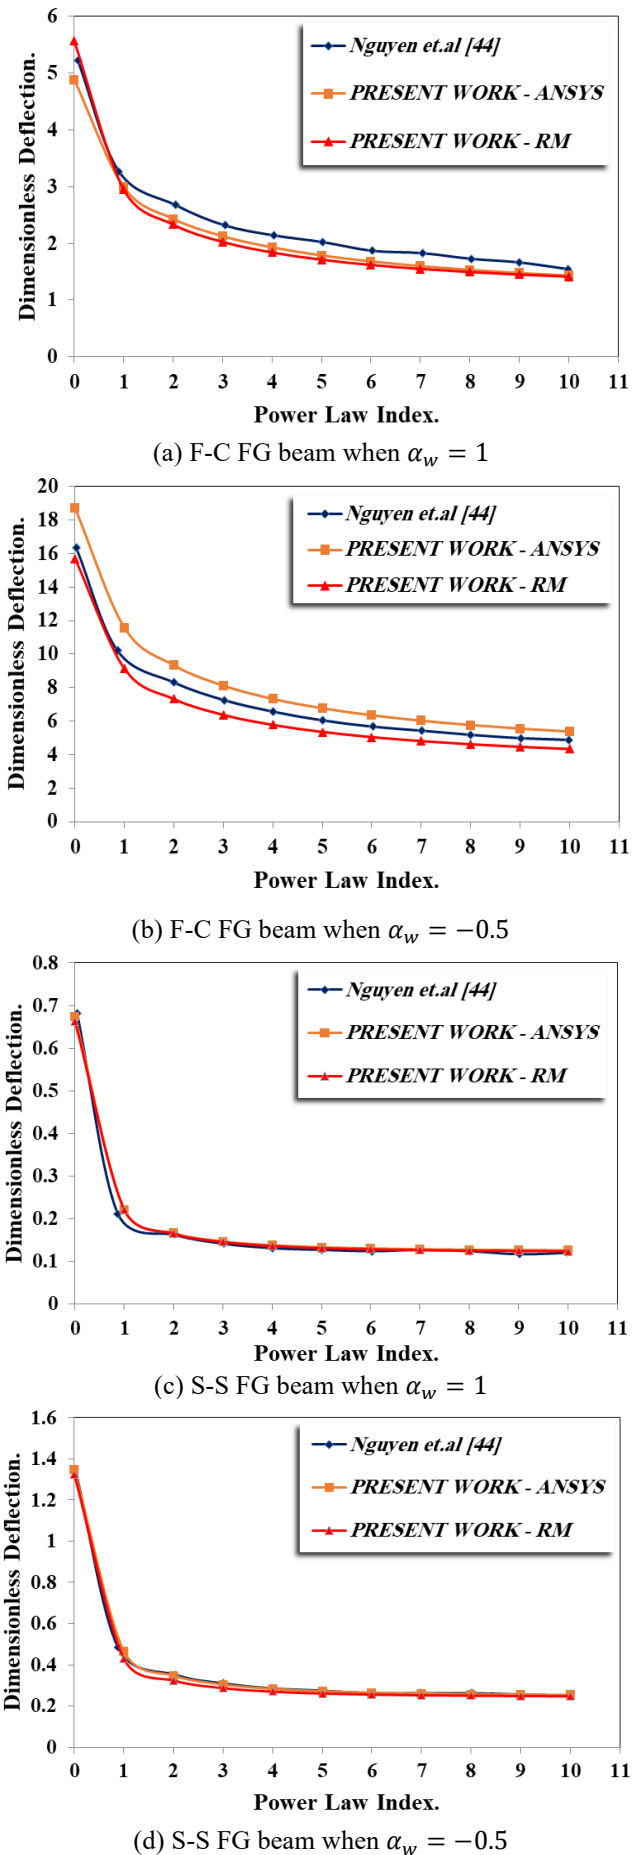 6
5
4
3
2
1
0
Dimensionless Deflection.
Nguyen et.al [44]
PRESENT WORK - ANSYS
PRESENT WORK - RM
0 1 2 3 4 5 6 7 8 9 10 11
Power Law Index.
(a) F-C FG beam when α_w = 1
20
18
16
14
12
10
8
6
4
2
0
Dimensionless Deflection.
Nguyen et.al [44]
PRESENT WORK - ANSYS
PRESENT WORK - RM
0 1 2 3 4 5 6 7 8 9 10 11
Power Law Index.
(b) F-C FG beam when α_w = −0.5
0.8
0.7
0.6
0.5
0.4
0.3
0.2
0.1
0
Dimensionless Deflection.
Nguyen et.al [44]
PRESENT WORK - ANSYS
PRESENT WORK - RM
0 1 2 3 4 5 6 7 8 9 10 11
Power Law Index.
(c) S-S FG beam when α_w = 1
1.6
1.4
1.2
1
0.8
0.6
0.4
0.2
0
Dimensionless Deflection.
Nguyen et.al [44]
PRESENT WORK - ANSYS
PRESENT WORK - RM
0 1 2 3 4 5 6 7 8 9 10 11
Power Law Index.
(d) S-S FG beam when α_w = −0.5